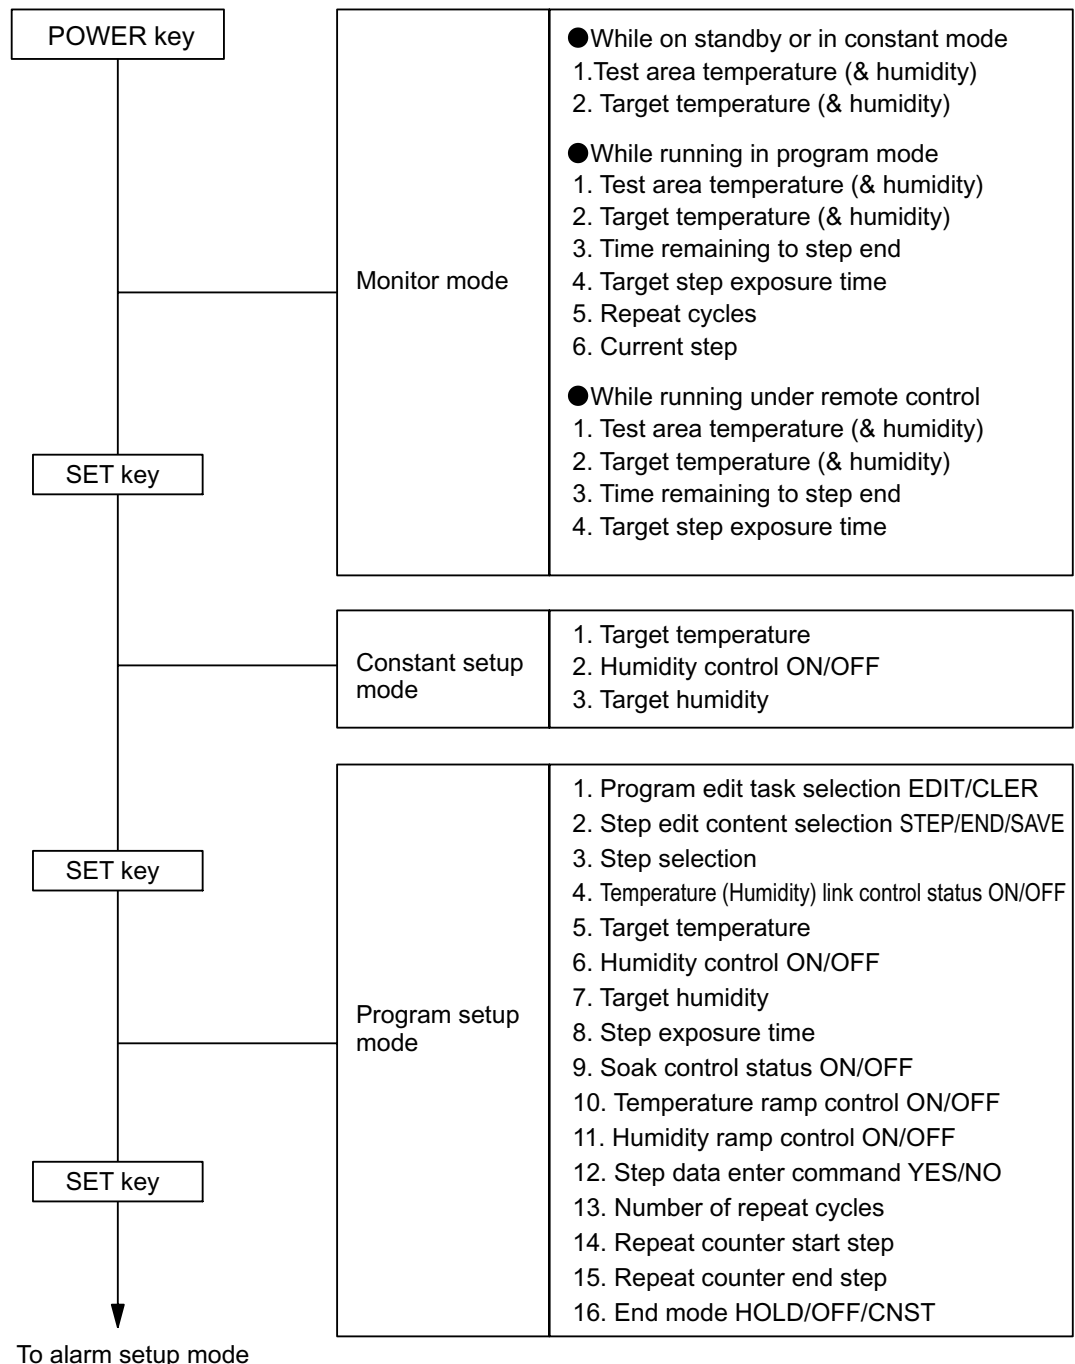 POWER key
Monitor mode
●While on standby or in constant mode
1.Test area temperature (& humidity)
2. Target temperature (& humidity)
●While running in program mode
1. Test area temperature (& humidity)
2. Target temperature (& humidity)
3. Time remaining to step end
4. Target step exposure time
5. Repeat cycles
6. Current step
●While running under remote control
1. Test area temperature (& humidity)
2. Target temperature (& humidity)
3. Time remaining to step end
4. Target step exposure time
SET key
Constant setup
mode
1. Target temperature
2. Humidity control ON/OFF
3. Target humidity
SET key
Program setup
mode
1. Program edit task selection EDIT/CLER
2. Step edit content selection STEP/END/SAVE
3. Step selection
4. Temperature (Humidity) link control status ON/OFF
5. Target temperature
6. Humidity control ON/OFF
7. Target humidity
8. Step exposure time
9. Soak control status ON/OFF
10. Temperature ramp control ON/OFF
11. Humidity ramp control ON/OFF
12. Step data enter command YES/NO
13. Number of repeat cycles
14. Repeat counter start step
15. Repeat counter end step
16. End mode HOLD/OFF/CNST
SET key
To alarm setup mode